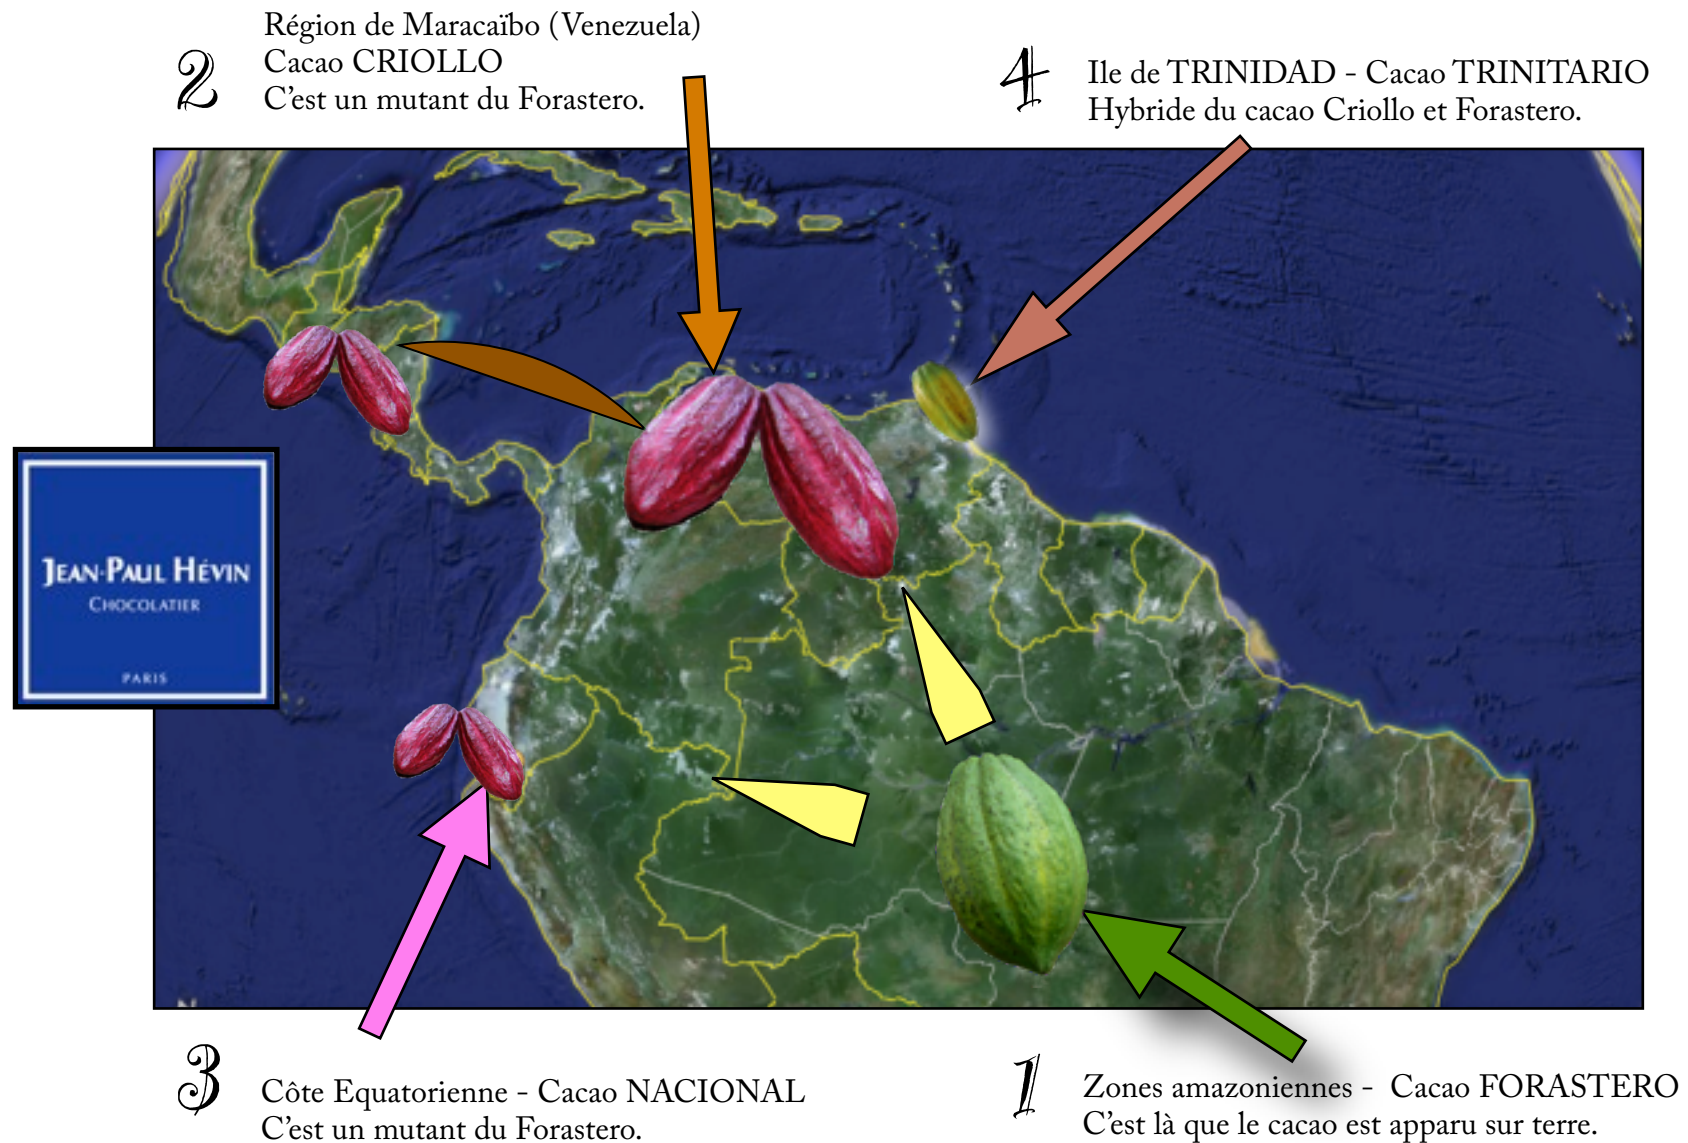 2
Région de Maracaïbo (Venezuela)
Cacao CRIOLLO
C'est un mutant du Forastero.
4
Ile de TRINIDAD - Cacao TRINITARIO
Hybride du cacao Criollo et Forastero.
JEAN-PAUL HÉVIN
CHOCOLATIER
PARIS
3
Côte Equatorienne - Cacao NACIONAL
C'est un mutant du Forastero.
1
Zones amazoniennes - Cacao FORASTERO
C'est là que le cacao est apparu sur terre.